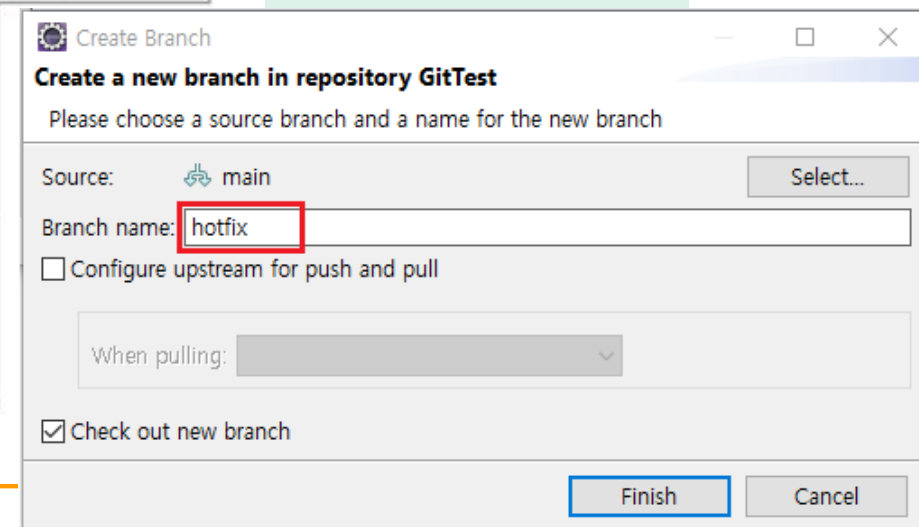 Create Branch
Create a new branch in repository GitTest
Please choose a source branch and a name for the new branch
Source: main Select...
Branch name: hotfix
Configure upstream for push and pull
When pulling:
Check out new branch
Finish Cancel